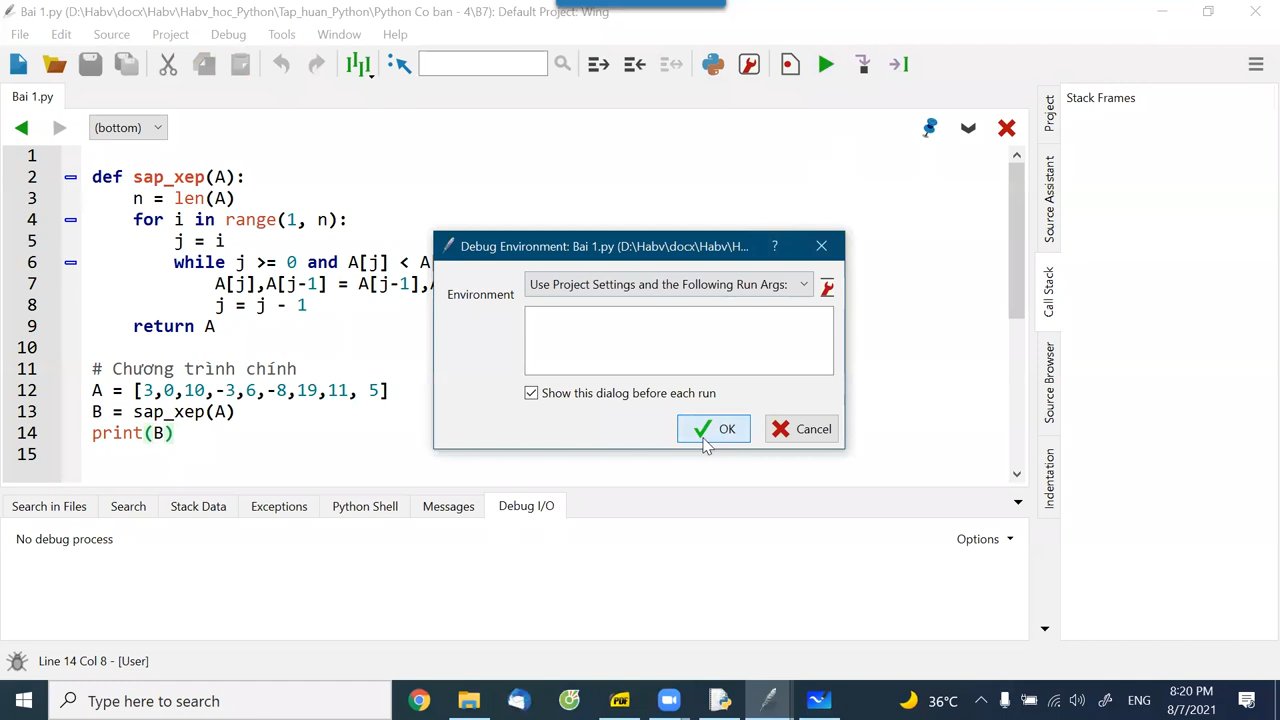 Bai 1.py (D:\Habv\docx\Habv\Habv_hoc_Python\Tap_huan_Python\Python Co ban - 4\B7): Default Project: Wing
File Edit Source Project Debug Tools Window Help
Bai 1.py
(bottom)
Stack Frames
1
2 def sap_xep(A):
3 n = len(A)
4 for i in range(1, n):
5 j = i
6 while j >= 0 and A[j] < A
7 A[j],A[j-1] = A[j-1],
8 j = j - 1
9 return A
10
11 # Chương trình chính
12 A = [3,0,10,-3,6,-8,19,11, 5]
13 B = sap_xep(A)
14 print(B)
15
Debug Environment: Bai 1.py (D:\Habv\docx\Habv\H...
?
Environment
Use Project Settings and the Following Run Args:
Show this dialog before each run
OK Cancel
Project
Source Assistant
Call Stack
Source Browser
Indentation
Search in Files Search Stack Data Exceptions Python Shell Messages Debug I/O
No debug process
Options
Line 14 Col 8 - [User]
Type here to search
PDF
36°C
ENG
8:20 PM
8/7/2021